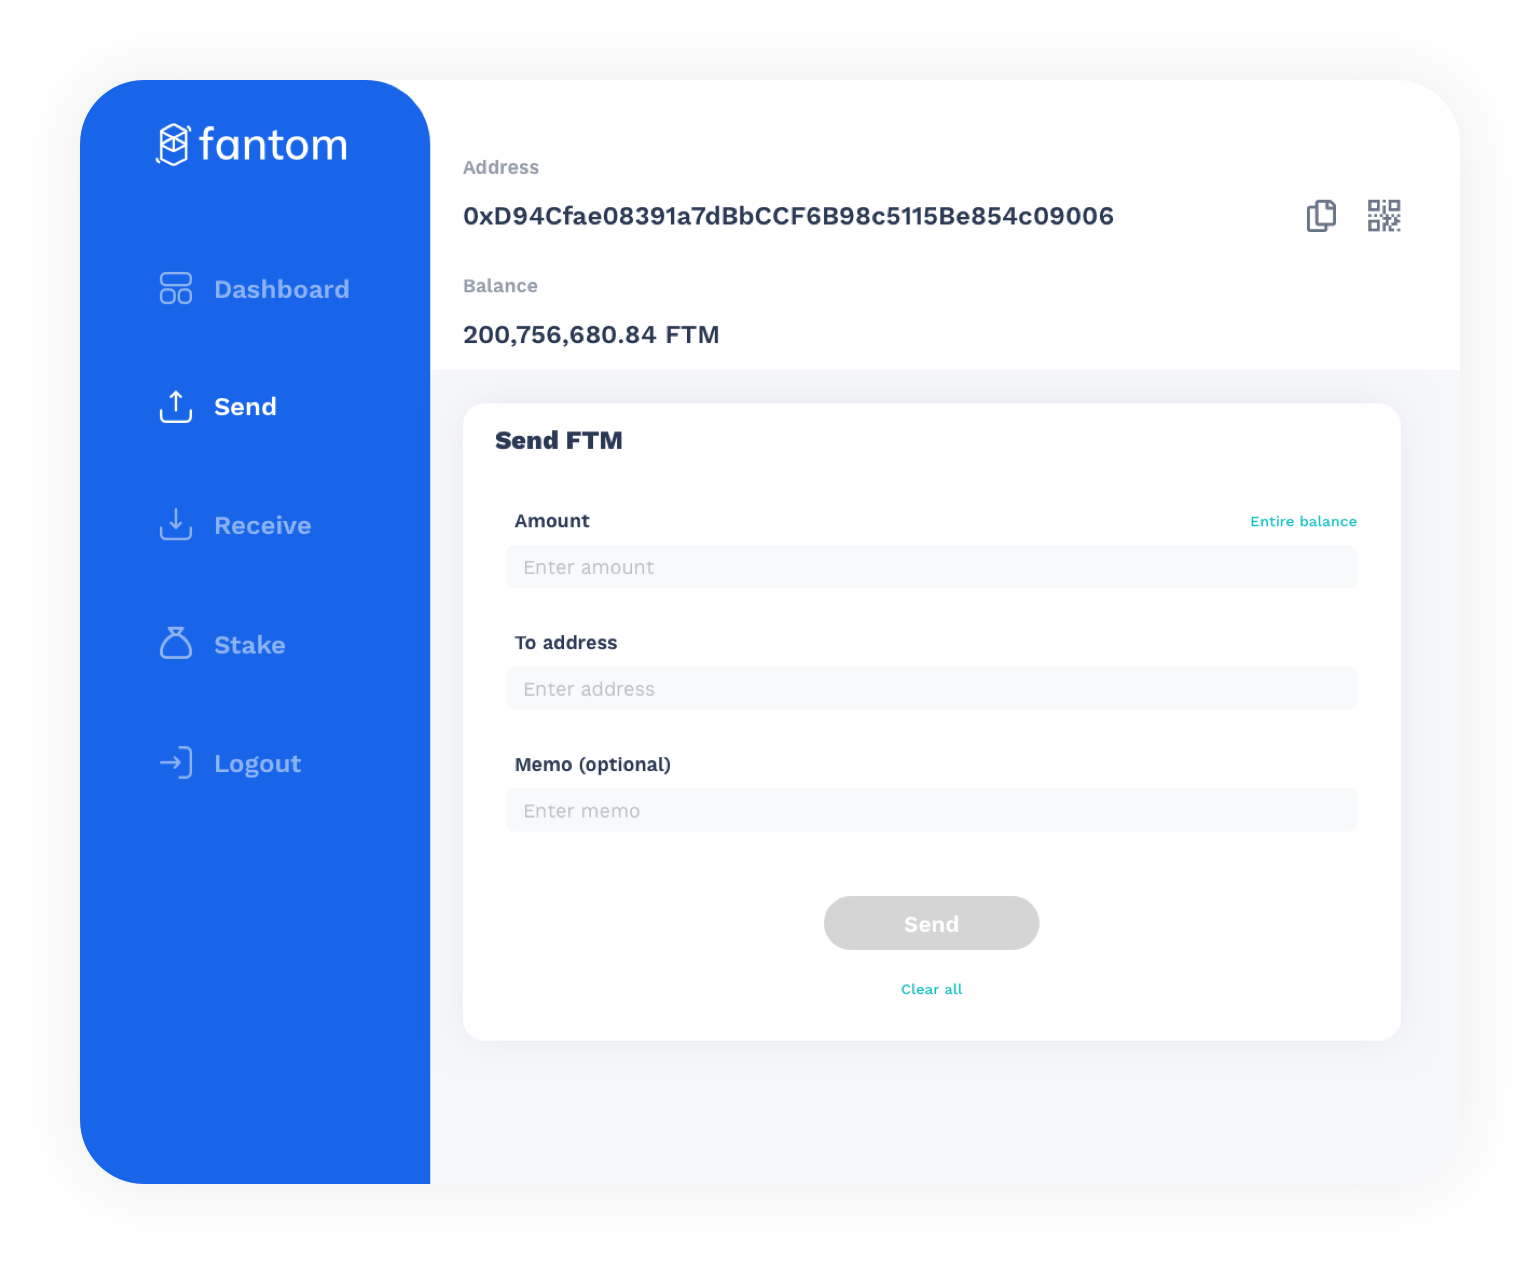 fantom
Dashboard
Send
Receive
Stake
Logout
Address
0xD94Cfae08391a7dBbCCF6B98c5115Be854c09006
Balance
200,756,680.84 FTM
Send FTM
Amount
Entire balance
Enter amount
To address
Enter address
Memo (optional)
Enter memo
Send
Clear all